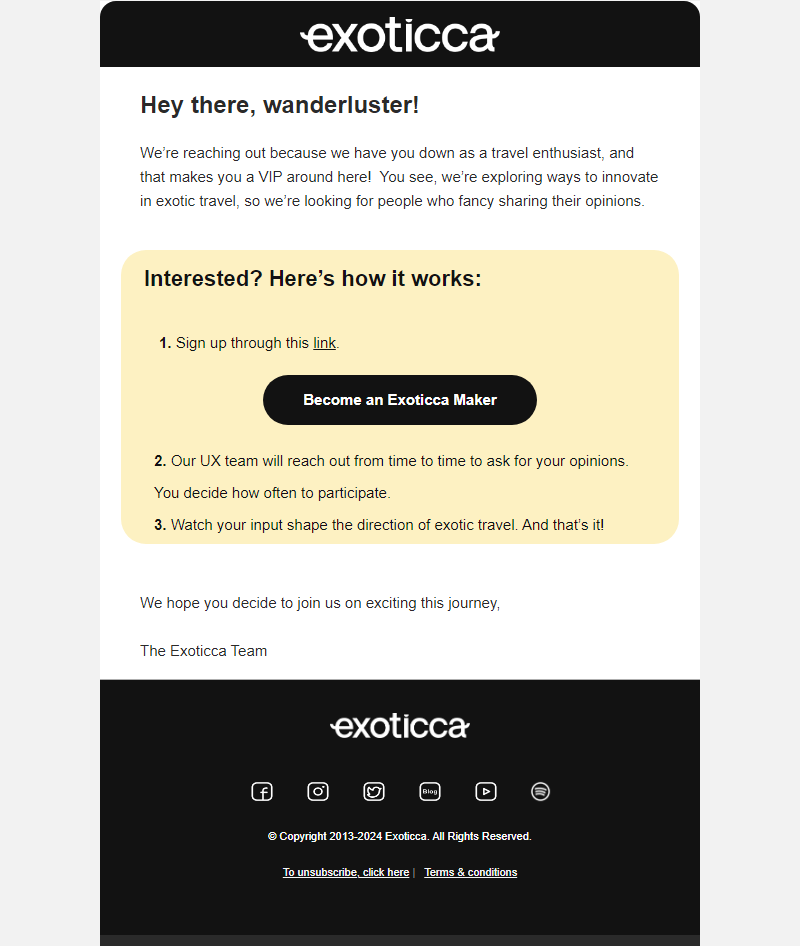 exoticca
Hey there, wanderluster!
We’re reaching out because we have you down as a travel enthusiast, and
that makes you a VIP around here!  You see, we’re exploring ways to innovate
in exotic travel, so we’re looking for people who fancy sharing their opinions.
Interested? Here’s how it works:
1. Sign up through this link.
Become an Exoticca Maker
2. Our UX team will reach out from time to time to ask for your opinions.
You decide how often to participate.
3. Watch your input shape the direction of exotic travel. And that’s it!
We hope you decide to join us on exciting this journey,
The Exoticca Team
exoticca
Blog
© Copyright 2013-2024 Exoticca. All Rights Reserved.
To unsubscribe, click here | Terms & conditions